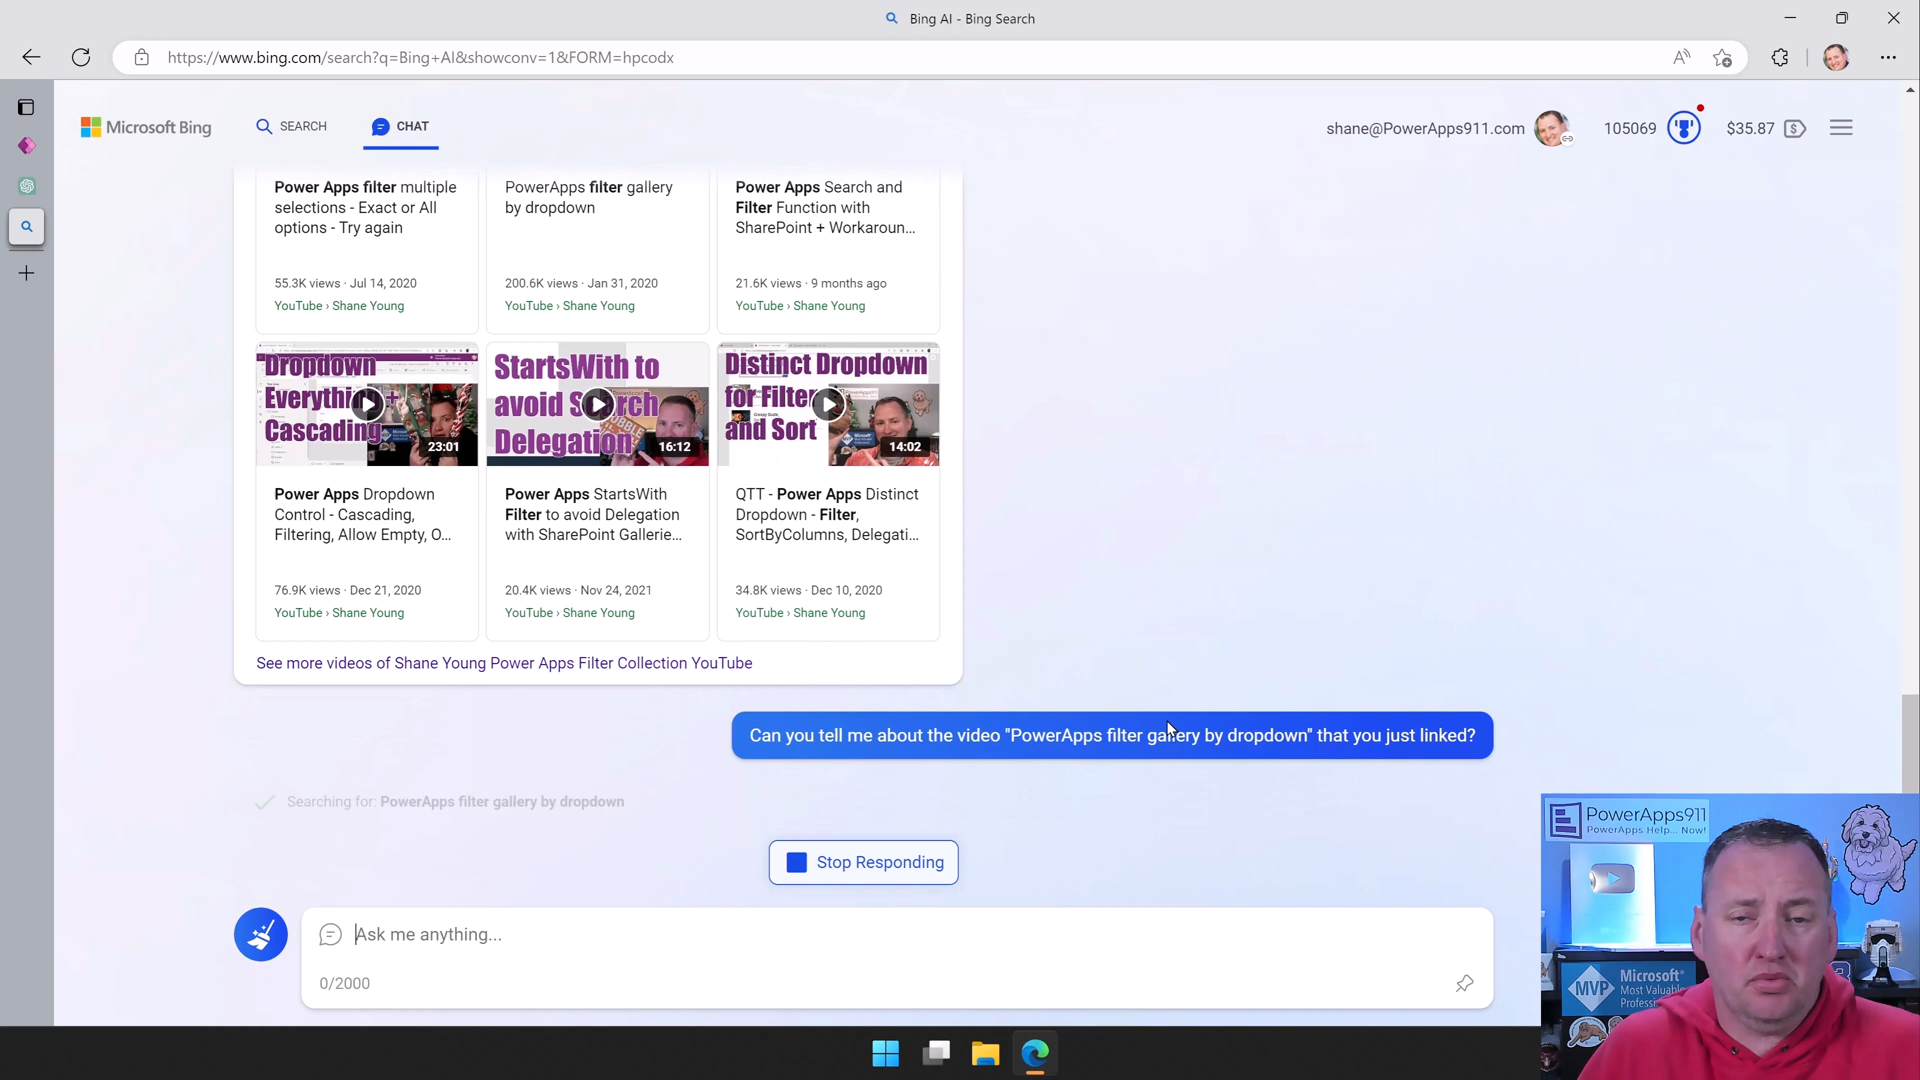 Bing AI - Bing Search
https://www.bing.com/search?q=Bing+AI&showconv=1&FORM=hpcodx
Microsoft Bing
SEARCH
CHAT
shane@PowerApps911.com
105069
$35.87
Power Apps filter multiple
selections - Exact or All
options - Try again
55.3K views · Jul 14, 2020
YouTube › Shane Young
PowerApps filter gallery
by dropdown
200.6K views · Jan 31, 2020
YouTube › Shane Young
Power Apps Search and
Filter Function with
SharePoint + Workaroun...
21.6K views · 9 months ago
YouTube › Shane Young
Dropdown
Everything +
Cascading
23:01
Power Apps Dropdown
Control - Cascading,
Filtering, Allow Empty, O...
76.9K views · Dec 21, 2020
YouTube › Shane Young
StartsWith to
avoid Search
Delegation
16:12
Power Apps StartsWith
Filter to avoid Delegation
with SharePoint Gallerie...
20.4K views · Nov 24, 2021
YouTube › Shane Young
Distinct Dropdown
for Filter
and Sort
14:02
QTT - Power Apps Distinct
Dropdown - Filter,
SortByColumns, Delegati...
34.8K views · Dec 10, 2020
YouTube › Shane Young
See more videos of Shane Young Power Apps Filter Collection YouTube
Can you tell me about the video "PowerApps filter gallery by dropdown" that you just linked?
Searching for: PowerApps filter gallery by dropdown
Stop Responding
Ask me anything...
0/2000
PowerApps911
PowerApps Help... Now!
Microsoft®
MVP
Most Valuable